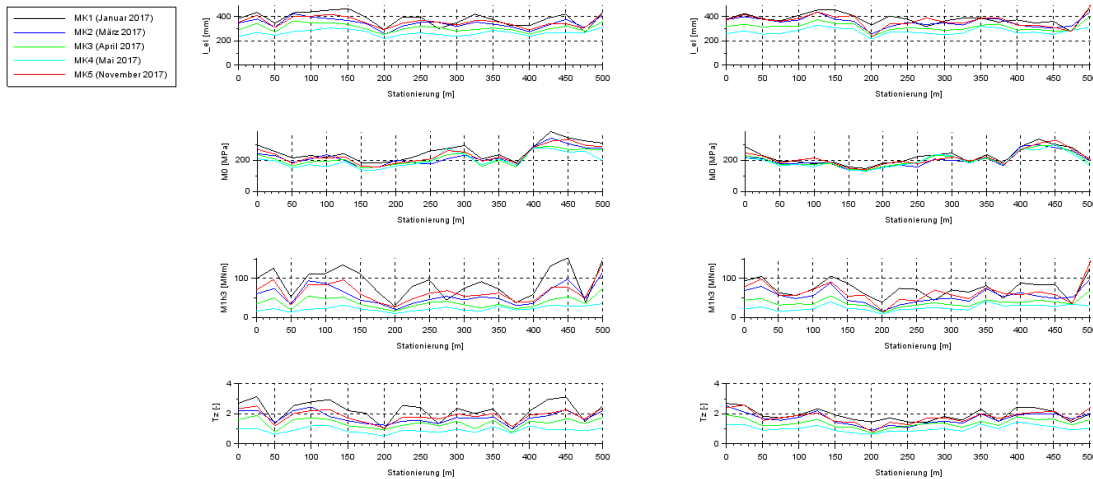 MK1 (Januar 2017)
MK2 (März 2017)
MK3 (April 2017)
MK4 (Mai 2017)
MK5 (November 2017)
I_el [mm]
400
200
0
0 50 100 150 200 250 300 350 400 450 500
Stationierung [m]
I_el [mm]
400
200
0
0 50 100 150 200 250 300 350 400 450 500
Stationierung [m]
M0 [MPa]
200
0
0 50 100 150 200 250 300 350 400 450 500
Stationierung [m]
M0 [MPa]
200
0
0 50 100 150 200 250 300 350 400 450 500
Stationierung [m]
M1h3 [MNm]
100
0
0 50 100 150 200 250 300 350 400 450 500
Stationierung [m]
M1h3 [MNm]
100
0
0 50 100 150 200 250 300 350 400 450 500
Stationierung [m]
Tz [-]
4
2
0
0 50 100 150 200 250 300 350 400 450 500
Stationierung [m]
Tz [-]
4
2
0
0 50 100 150 200 250 300 350 400 450 500
Stationierung [m]